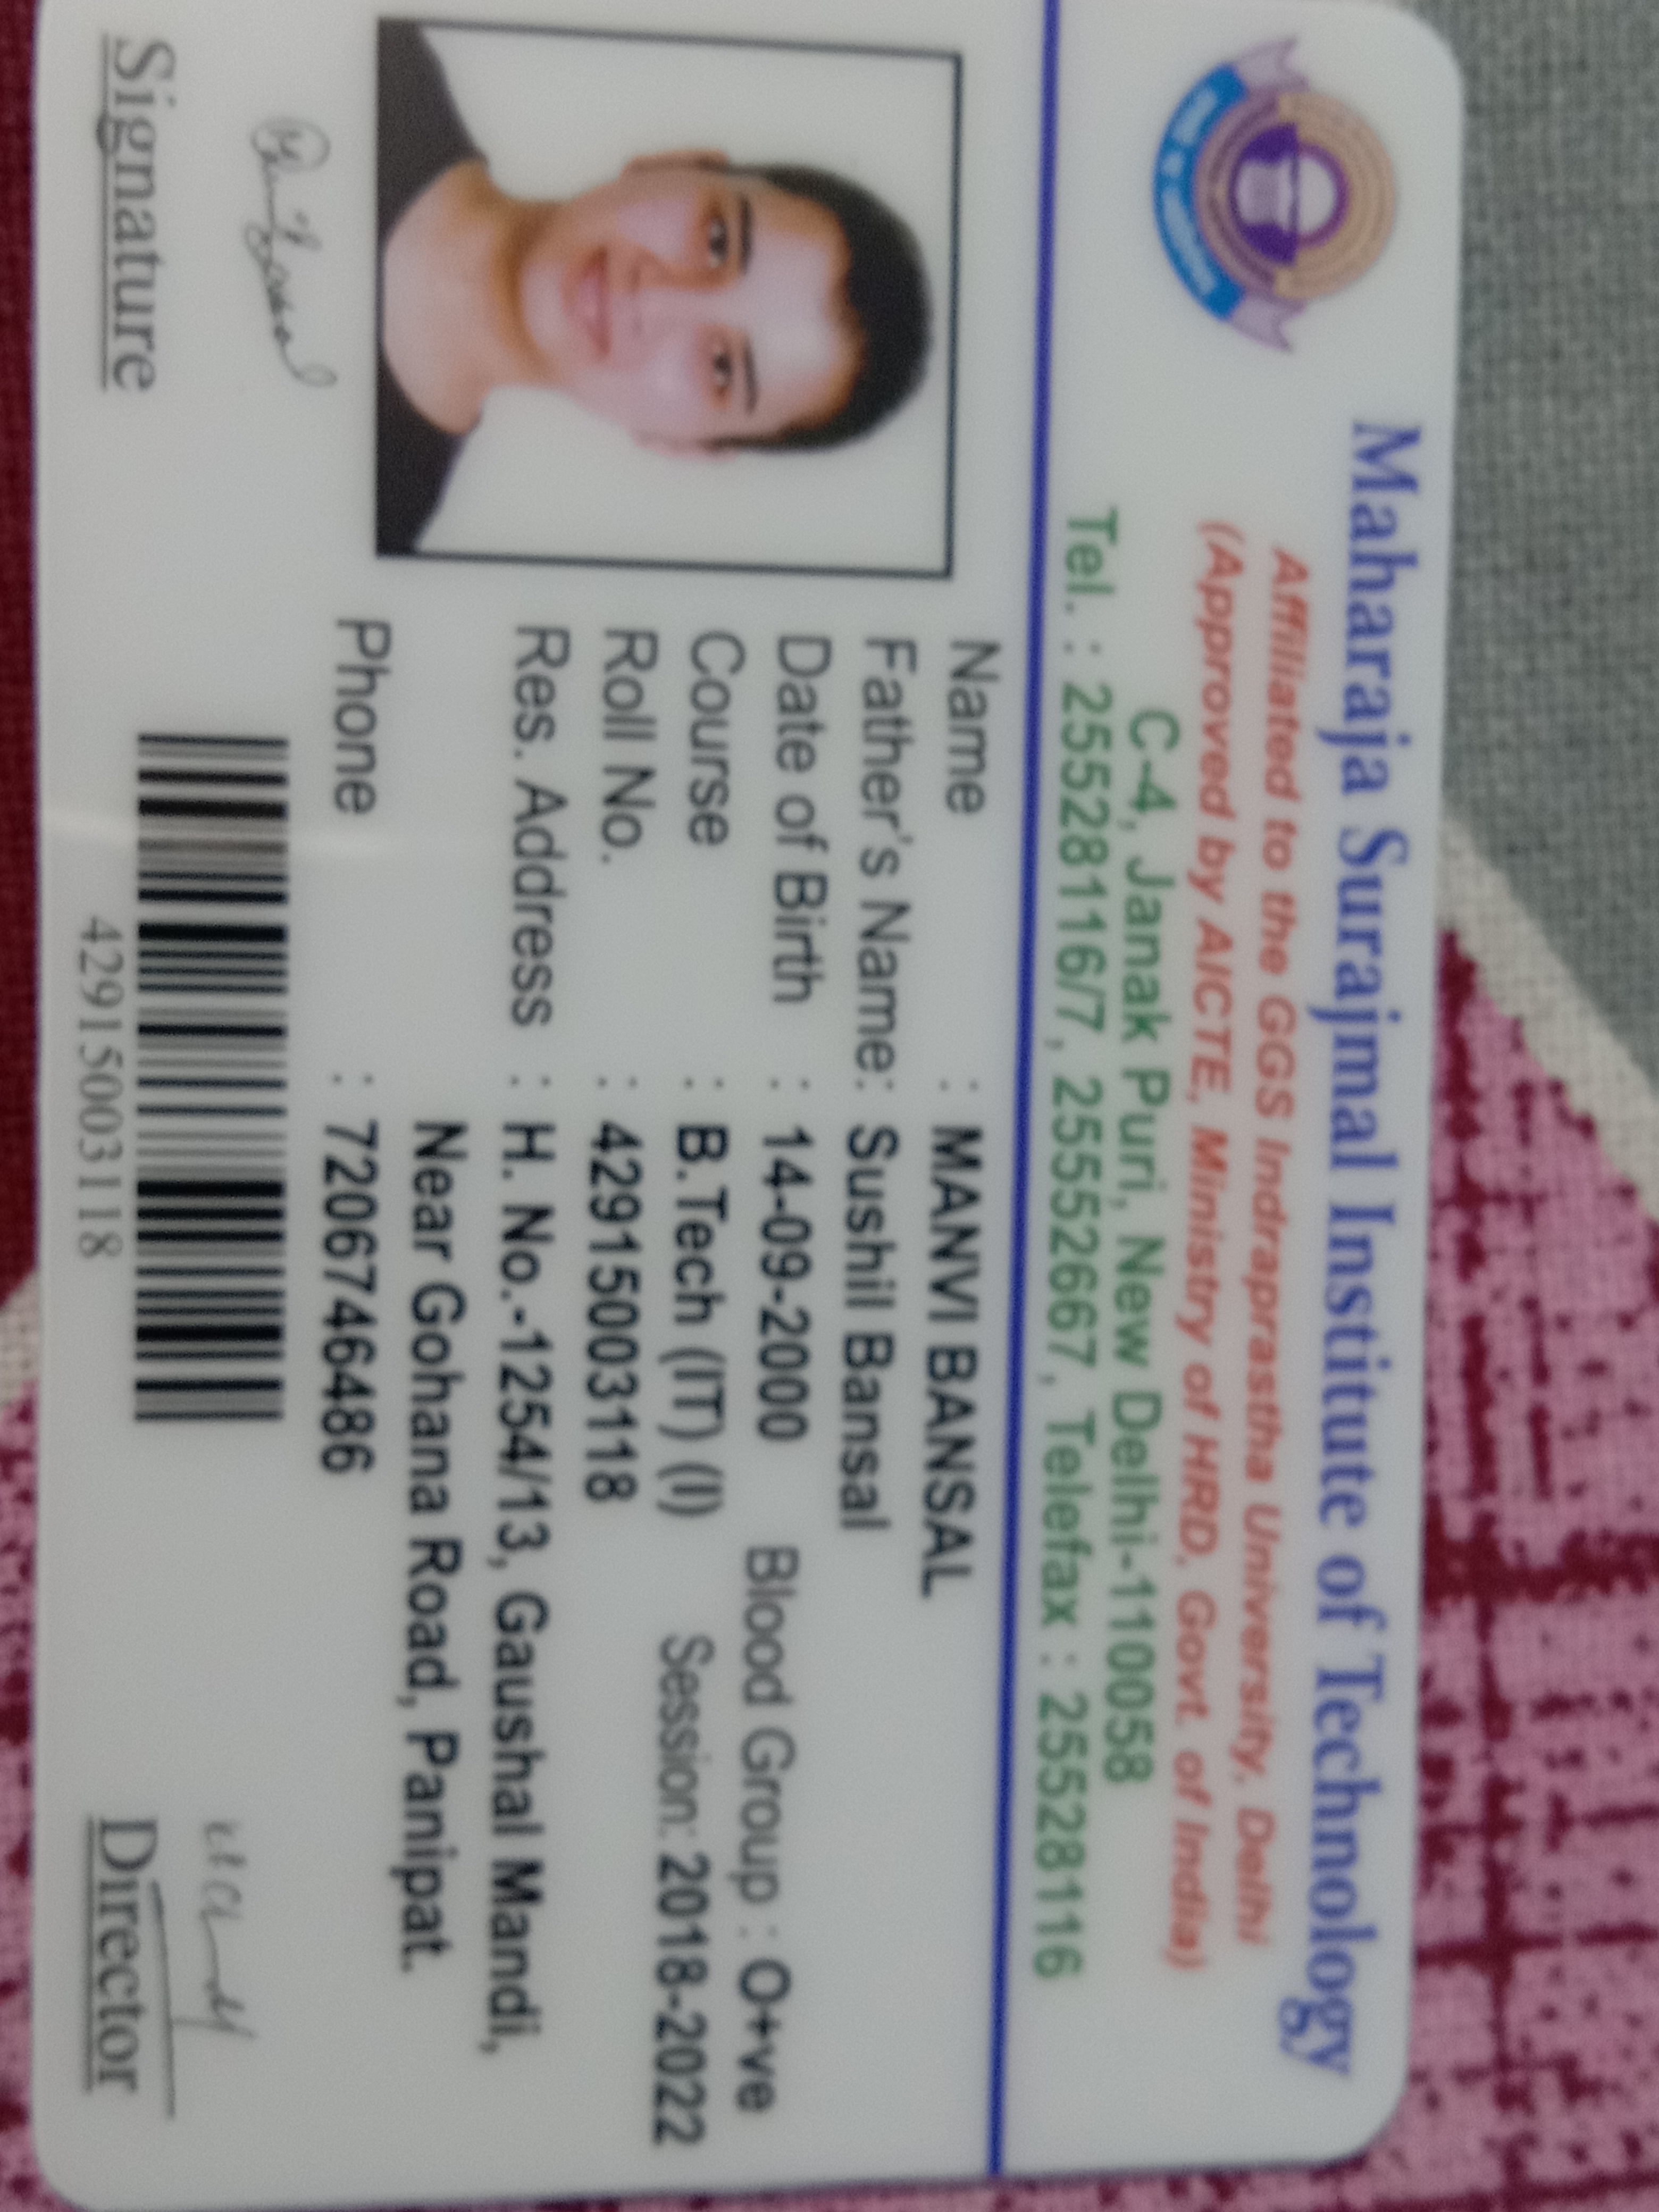 Maharaja Surajmal Institute of Technology
Affiliated to the GGS Indraprastha University, Delhi
(Approved by AICTE, Ministry of HRD, Govt. of India)
C-4, Janak Puri, New Delhi-110058
Tel. : 25528116/7, 25552667, Telefax : 25528116
Name : MANVI BANSAL
Father's Name: Sushil Bansal
Date of Birth : 14-09-2000 Blood Group : O+ve
Course : B.Tech (IT) (I) Session: 2018-2022
Roll No. : 42915003118
Res. Address : H. No.-1254/13, Gaushal Mandi,
Near Gohana Road, Panipat.
Phone : 7206746486
Signature
42915003118
Director